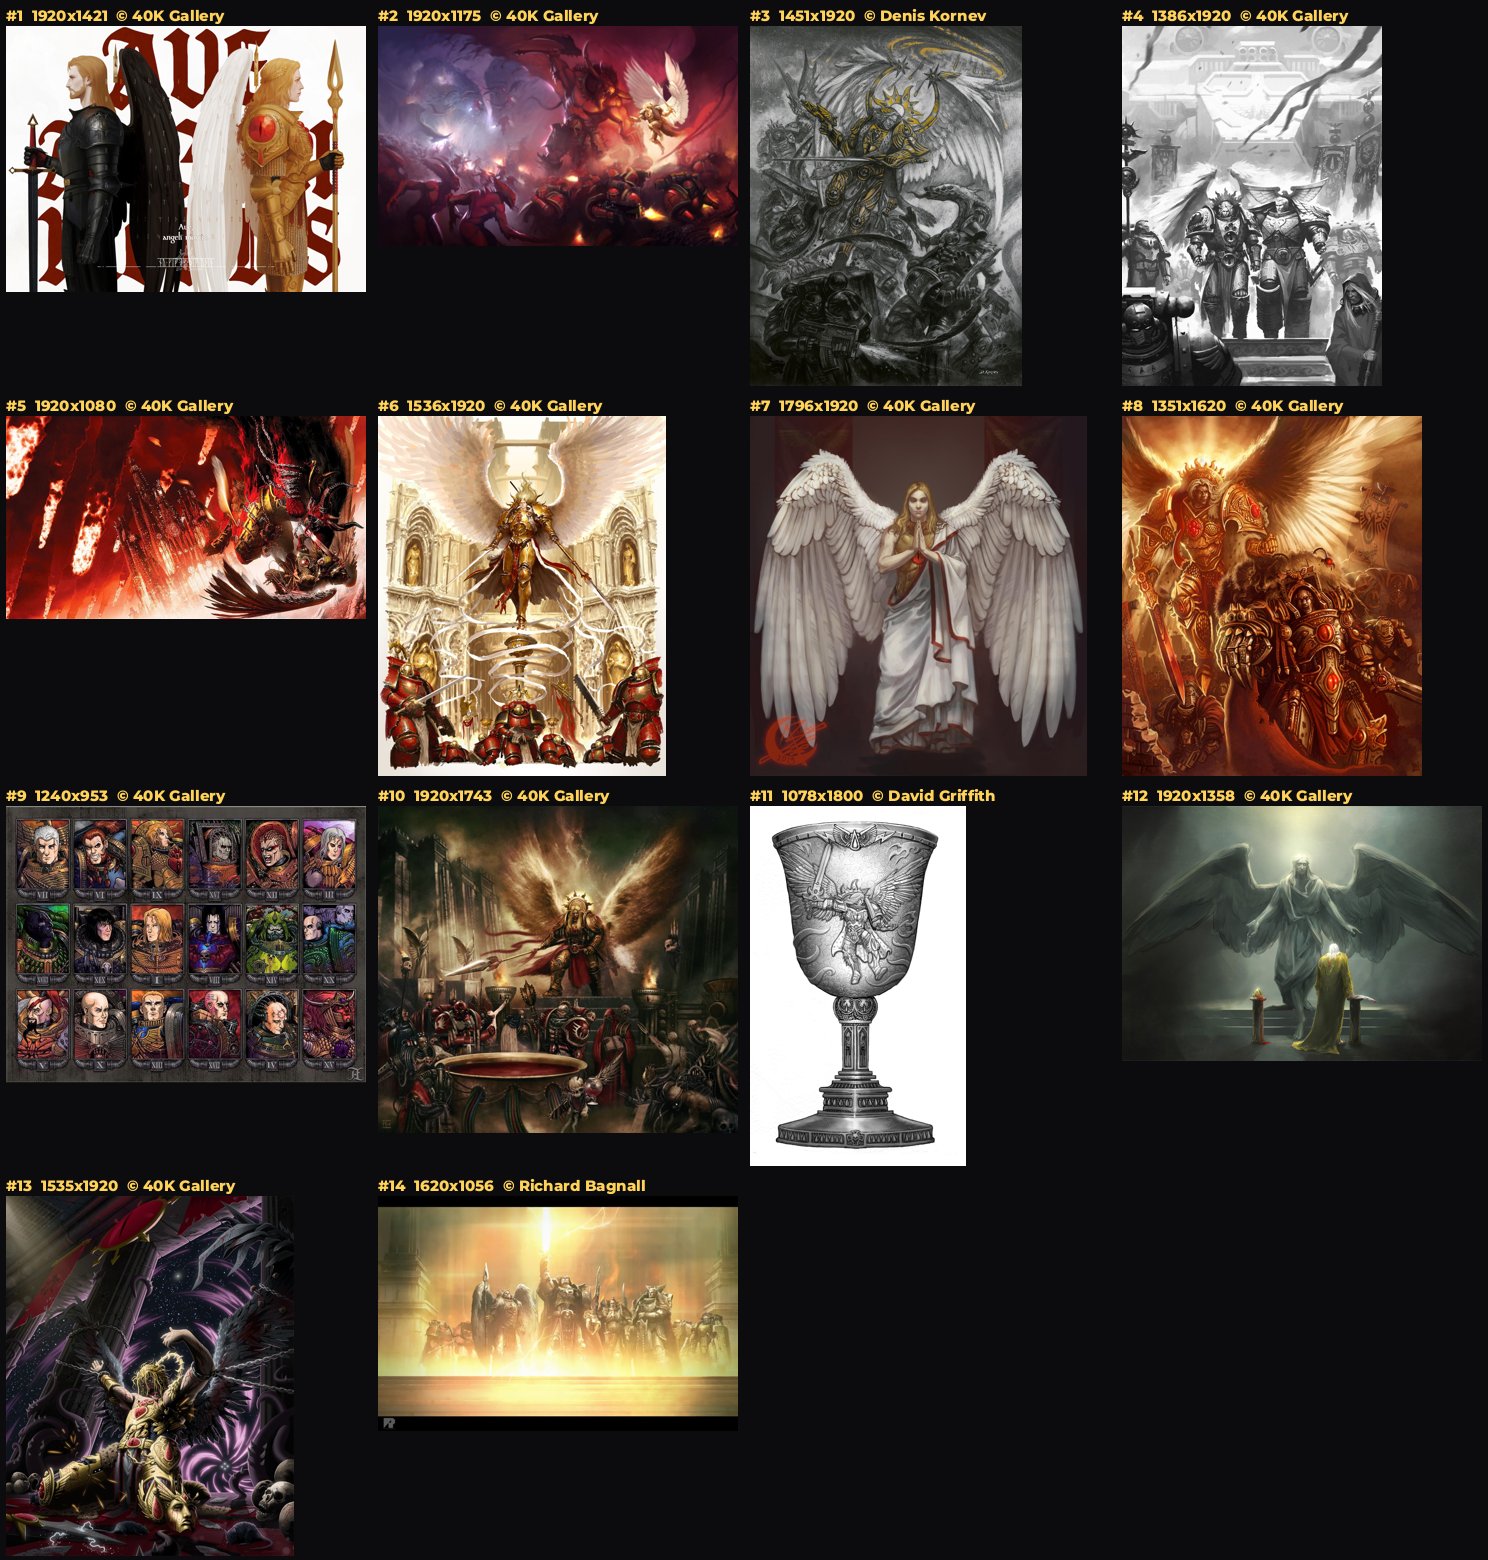 #1 1920x1421 © 40K Gallery
#2 1920x1175 © 40K Gallery
#3 1451x1920 © Denis Kornev
#4 1386x1920 © 40K Gallery
#5 1920x1080 © 40K Gallery
#6 1536x1920 © 40K Gallery
#7 1796x1920 © 40K Gallery
#8 1351x1620 © 40K Gallery
#9 1240x953 © 40K Gallery
#10 1920x1743 © 40K Gallery
#11 1078x1800 © David Griffith
#12 1920x1358 © 40K Gallery
#13 1535x1920 © 40K Gallery
#14 1620x1056 © Richard Bagnall